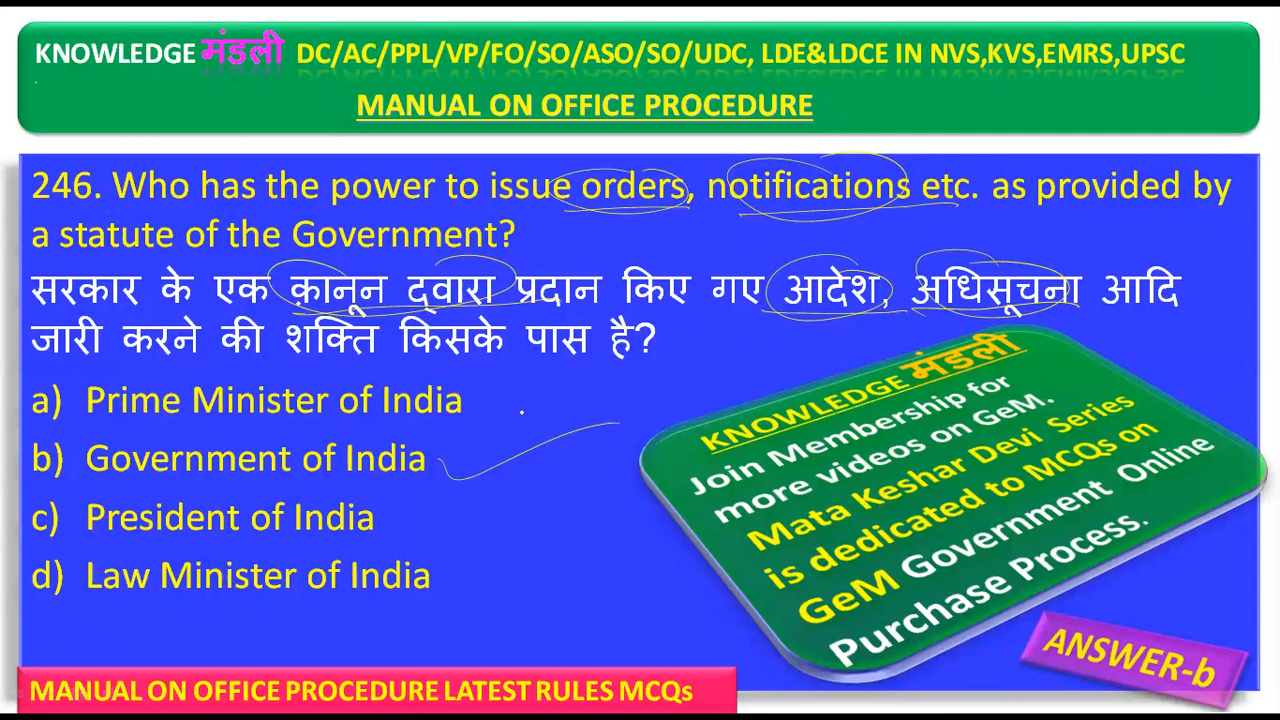 KNOWLEDGE मंडली DC/AC/PPL/VP/FO/SO/ASO/SO/UDC, LDE&LDCE IN NVS,KVS,EMRS,UPSC
MANUAL ON OFFICE PROCEDURE
246. Who has the power to issue orders, notifications etc. as provided by
a statute of the Government?
सरकार के एक क़ानून द्वारा प्रदान किए गए आदेश, अधिसूचना आदि
जारी करने की शक्ति किसके पास है?
a) Prime Minister of India
b) Government of India
c) President of India
d) Law Minister of India
KNOWLEDGE मंडली
Join Membership for
more videos on GeM.
Mata Keshar Devi Series
is dedicated to MCQs on
GeM Government Online
Purchase Process.
ANSWER-b
MANUAL ON OFFICE PROCEDURE LATEST RULES MCQs